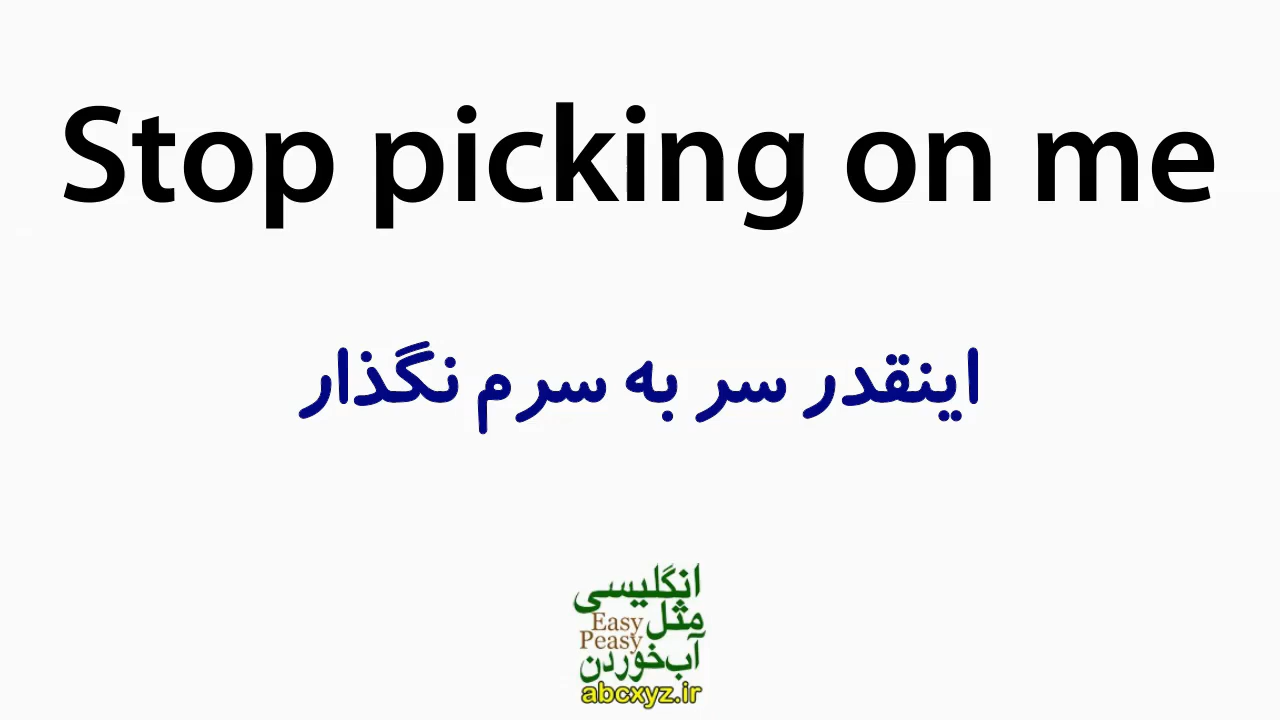 Stop picking on me
اینقدر سر به سرم نگذار
انگلیسی
مثل
Easy
Peasy
آب‌خوردن
abcxyz.ir